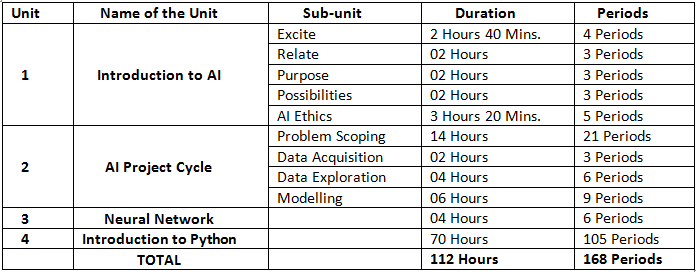 Unit Name of the Unit Sub-unit Duration Periods
Excite 2 Hours 40 Mins. 4 Periods
Relate 02 Hours 3 Periods
1 Introduction to AI Purpose 02 Hours 3 Periods
Possibilities 02 Hours 3 Periods
AI Ethics 3 Hours 20 Mins. 5 Periods
Problem Scoping 14 Hours 21 Periods
2 AI Project Cycle Data Acquisition 02 Hours 3 Periods
Data Exploration 04 Hours 6 Periods
Modelling 06 Hours 9 Periods
3 Neural Network 04 Hours 6 Periods
4 Introduction to Python 70 Hours 105 Periods
TOTAL 112 Hours 168 Periods